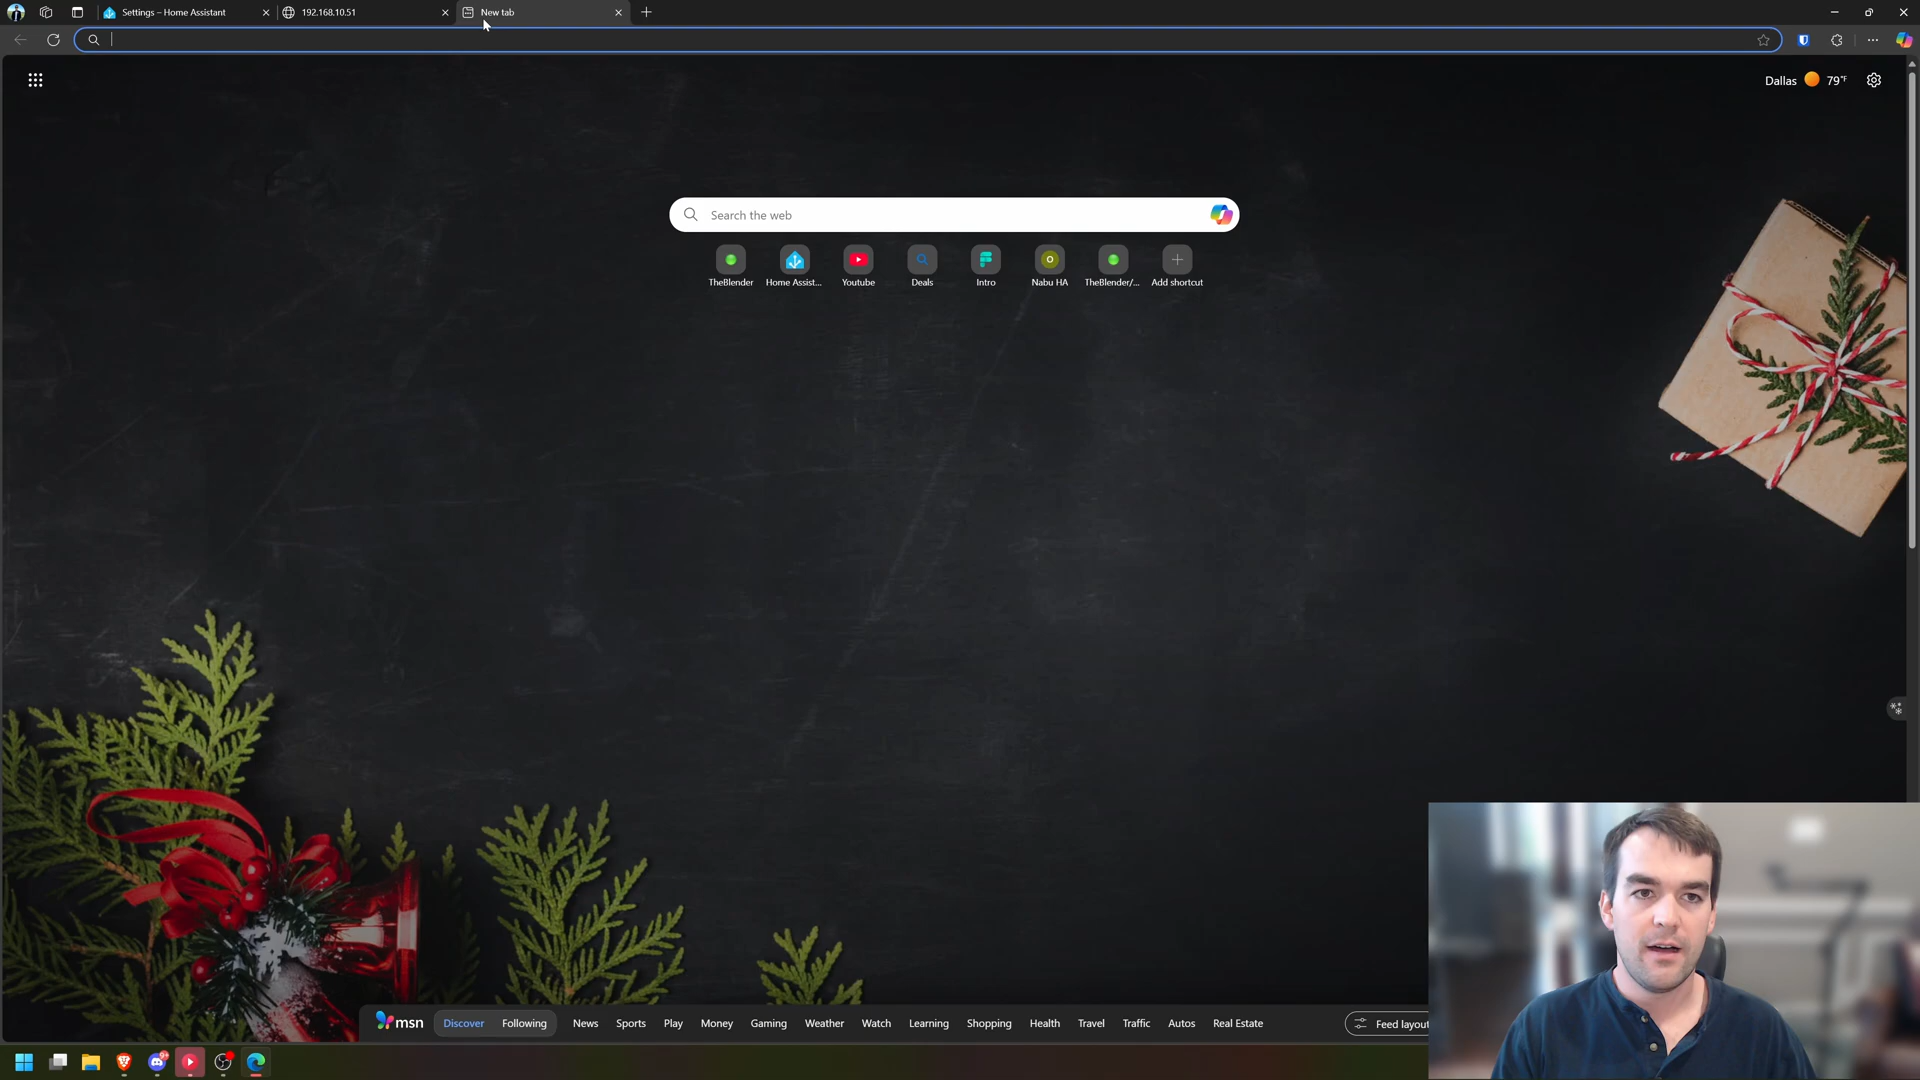 Settings – Home Assistant
192.168.10.51
New tab
Dallas 79°F
Search the web
TheBlender
Home Assist...
Youtube
Deals
Intro
Nabu HA
TheBlender/...
Add shortcut
msn
Discover
Following
News
Sports
Play
Money
Gaming
Weather
Watch
Learning
Shopping
Health
Travel
Traffic
Autos
Real Estate
Feed layout